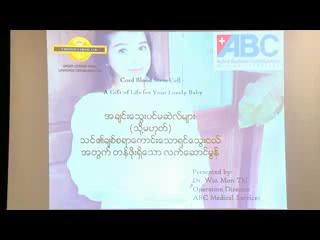 ABC
Cord Blood Stem Cell
A Gift of Life for Your Lovely Baby
အချင်းသွေးပင်မဆဲလ်များ
(သို့မဟုတ်)
သင်၏ချစ်စရာကောင်းသောရင်သွေးငယ်
အတွက် တန်ဖိုးရှိသော လက်ဆောင်မွန်
Presented by-
Dr. Win Mon
Operation Director
ABC Medical Services